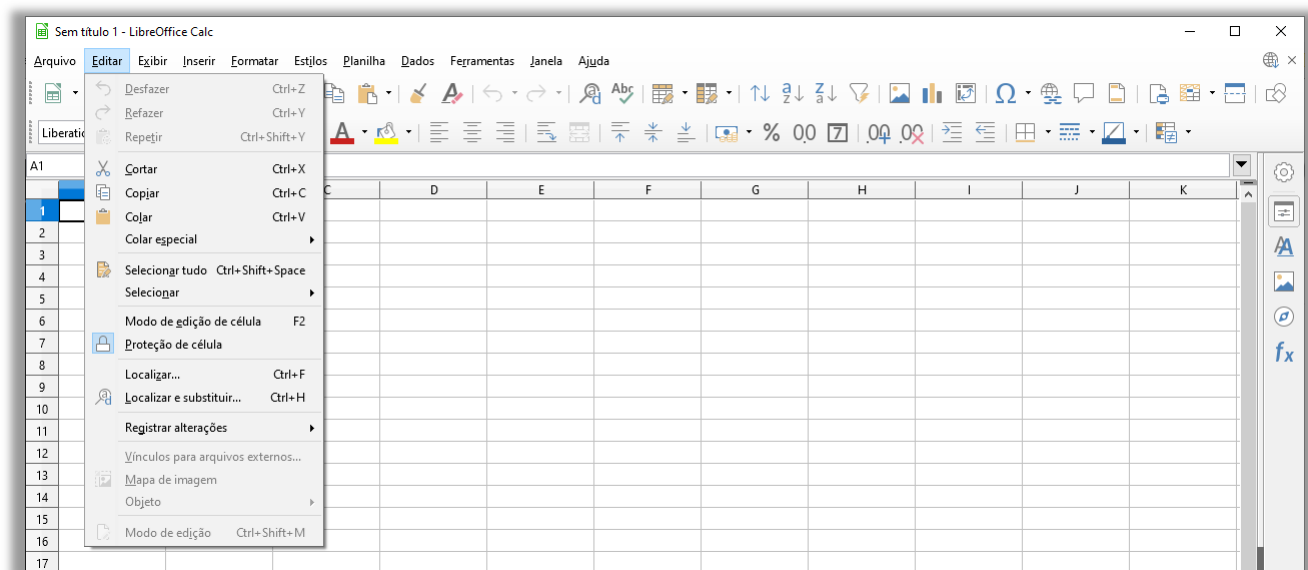 Sem título 1 - LibreOffice Calc
Arquivo Editar Exibir Inserir Formatar Estilos Planilha Dados Ferramentas Janela Ajuda
Desfazer Ctrl+Z
Refazer Ctrl+Y
Repetir Ctrl+Shift+Y
Cortar Ctrl+X
Copiar Ctrl+C
Colar Ctrl+V
Colar especial
Selecionar tudo Ctrl+Shift+Space
Selecionar
Modo de edição de célula F2
Proteção de célula
Localizar... Ctrl+F
Localizar e substituir... Ctrl+H
Registrar alterações
Vínculos para arquivos externos...
Mapa de imagem
Objeto
Modo de edição Ctrl+Shift+M
A1
C D E F G H I J K
1
2
3
4
5
6
7
8
9
10
11
12
13
14
15
16
17